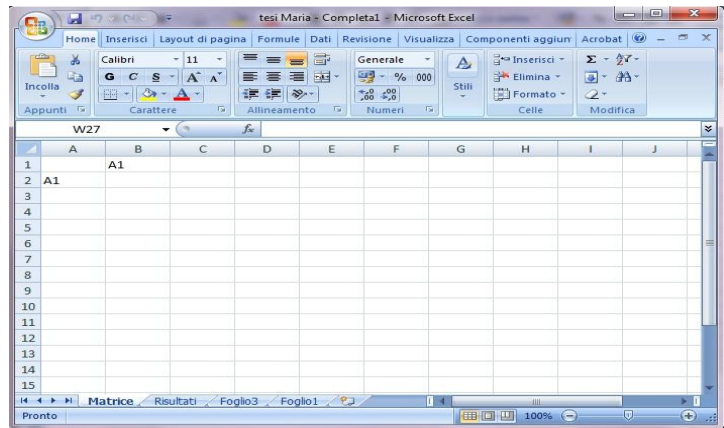 tesi Maria - Completa1 - Microsoft Excel
Home Inserisci Layout di pagina Formule Dati Revisione Visualizza Componenti aggiun Acrobat
Incolla
Calibri 11
G C S A A
Generale
% 000
Stili
Inserisci
Elimina
Formato
Appunti Carattere Allineamento Numeri Celle Modifica
W27 fx
A B C D E F G H I J
1 A1
2 A1
3
4
5
6
7
8
9
10
11
12
13
14
15
Matrice Risultati Foglio3 Foglio1
Pronto 100%